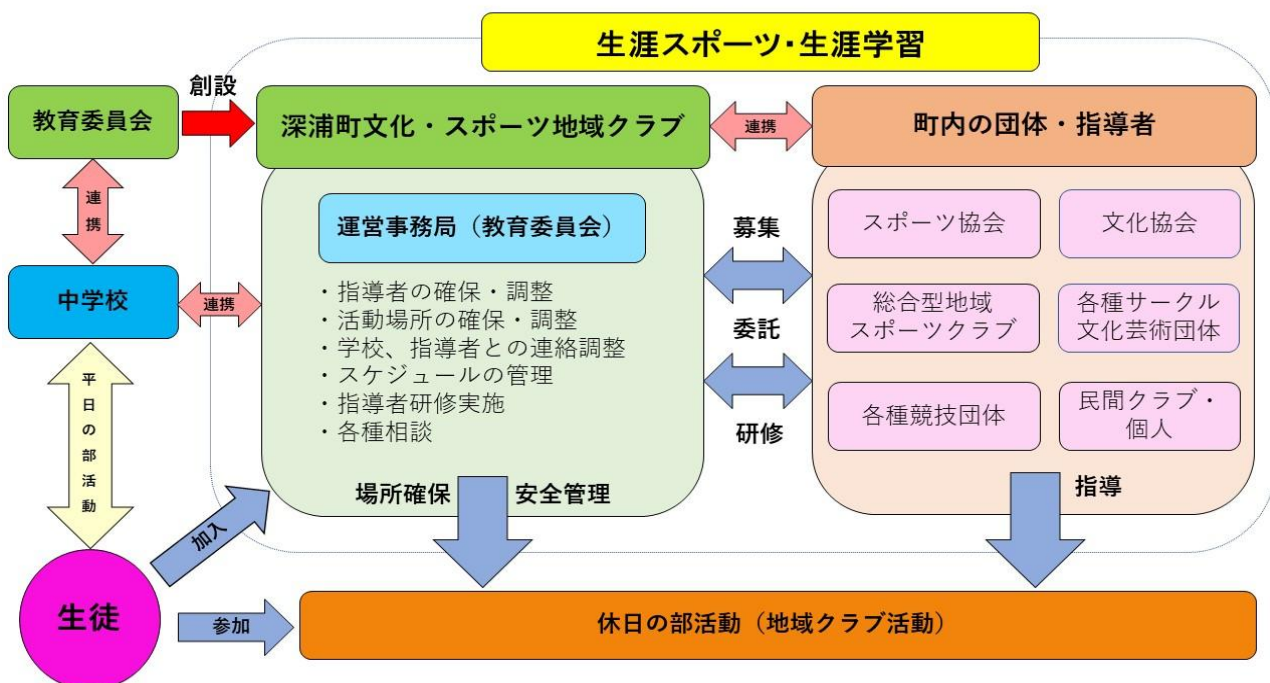 生涯スポーツ・生涯学習
教育委員会
創設
深浦町文化・スポーツ地域クラブ
連携
町内の団体・指導者
連携
中学校
連携
運営事務局（教育委員会）
・指導者の確保・調整
・活動場所の確保・調整
・学校、指導者との連絡調整
・スケジュールの管理
・指導者研修実施
・各種相談
募集
委託
研修
スポーツ協会
文化協会
総合型地域
スポーツクラブ
各種サークル
文化芸術団体
各種競技団体
民間クラブ・
個人
平日の部活動
場所確保
安全管理
指導
加入
生徒
参加
休日の部活動（地域クラブ活動）